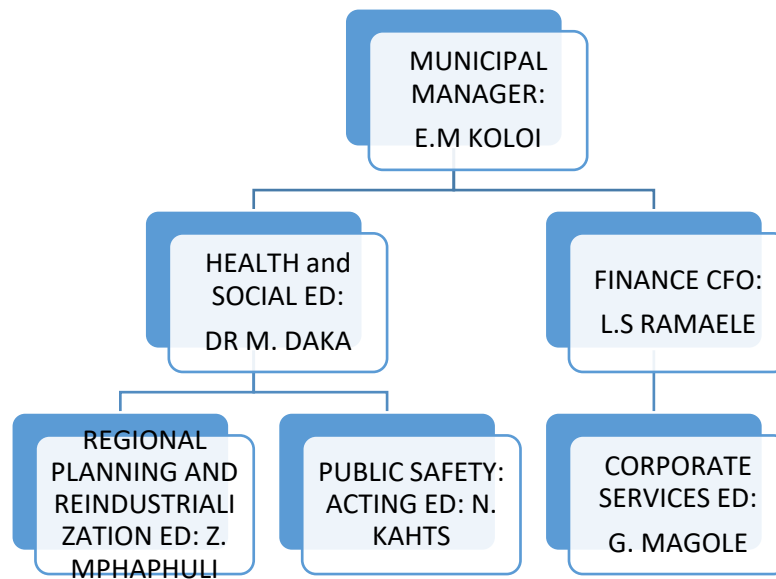 MUNICIPAL
MANAGER:
E.M KOLOI
HEALTH and
SOCIAL ED:
DR M. DAKA
FINANCE CFO:
L.S RAMAELE
REGIONAL
PLANNING AND
REINDUSTRIALI
ZATION ED: Z.
MPHAPHULI
PUBLIC SAFETY:
ACTING ED: N.
KAHTS
CORPORATE
SERVICES ED:
G. MAGOLE